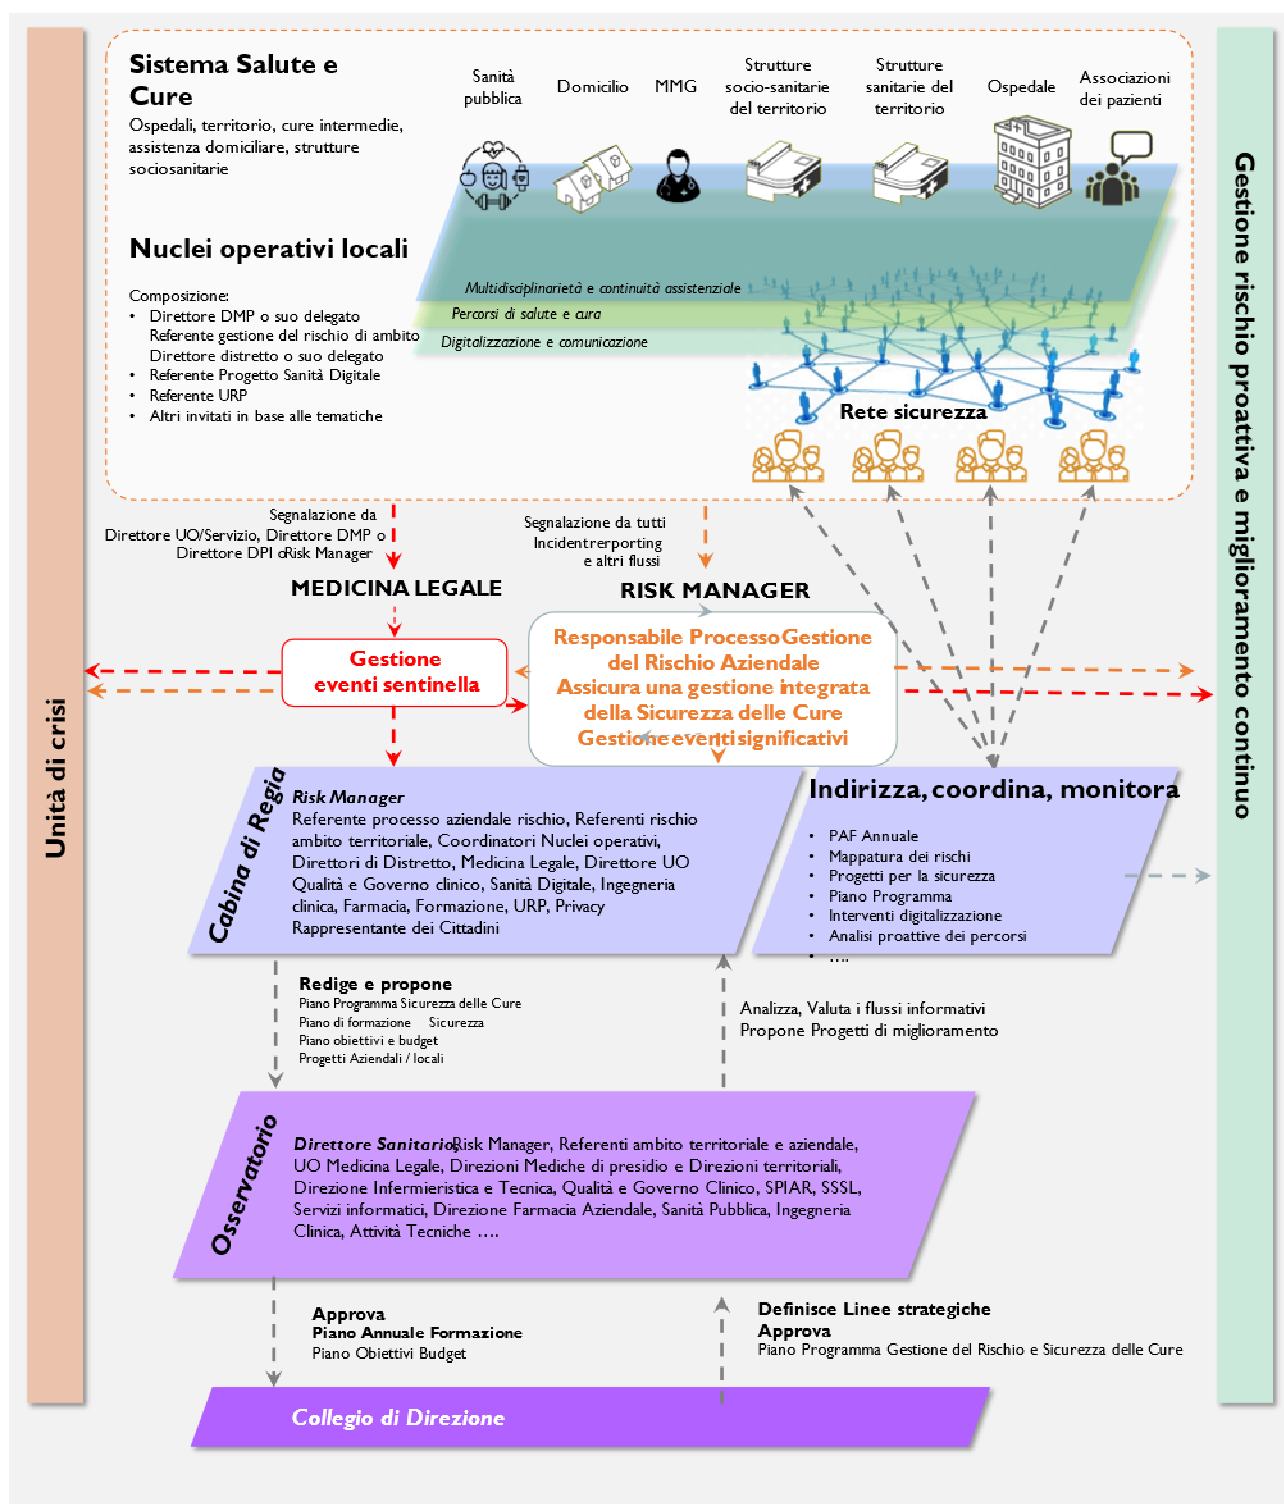 Sistema Salute e
Cure
Ospedali, territorio, cure intermedie,
assistenza domiciliare, strutture
sociosanitarie
Sanità
pubblica
Domicilio
MMG
Strutture
socio-sanitarie
del territorio
Strutture
sanitarie del
territorio
Ospedale
Associazioni
dei pazienti
Nuclei operativi locali
Composizione:
• Direttore DMP o suo delegato
Referente gestione del rischio di ambito
Direttore distretto o suo delegato
• Referente Progetto Sanità Digitale
• Referente URP
• Altri invitati in base alle tematiche
Multidisciplinarietà e continuità assistenziale
Percorsi di salute e cura
Digitalizzazione e comunicazione
Rete sicurezza
Segnalazione da
Direttore UO/Servizio, Direttore DMP o
Direttore DPI o Risk Manager
Segnalazione da tutti
Incident rerporting
e altri flussi
MEDICINA LEGALE
RISK MANAGER
Gestione
eventi sentinella
Responsabile Processo Gestione
del Rischio Aziendale
Assicura una gestione integrata
della Sicurezza delle Cure
Gestione eventi significativi
Unità di crisi
Gestione rischio proattiva e miglioramento continuo
Cabina di Regia
Risk Manager
Referente processo aziendale rischio, Referenti rischio
ambito territoriale, Coordinatori Nuclei operativi,
Direttori di Distretto, Medicina Legale, Direttore UO
Qualità e Governo clinico, Sanità Digitale, Ingegneria
clinica, Farmacia, Formazione, URP, Privacy
Rappresentante dei Cittadini
Indirizza, coordina, monitora
• PAF Annuale
• Mappatura dei rischi
• Progetti per la sicurezza
• Piano Programma
• Interventi digitalizzazione
• Analisi proattive dei percorsi
• ....
Redige e propone
Piano Programma Sicurezza delle Cure
Piano di formazione Sicurezza
Piano obiettivi e budget
Progetti Aziendali / locali
Analizza, Valuta i flussi informativi
Propone Progetti di miglioramento
Osservatorio
Direttore Sanitario, Risk Manager, Referenti ambito territoriale e aziendale,
UO Medicina Legale, Direzioni Mediche di presidio e Direzioni territoriali,
Direzione Infermieristica e Tecnica, Qualità e Governo Clinico, SPIAR, SSSL,
Servizi informatici, Direzione Farmacia Aziendale, Sanità Pubblica, Ingegneria
Clinica, Attività Tecniche ....
Approva
Piano Annuale Formazione
Piano Obiettivi Budget
Definisce Linee strategiche
Approva
Piano Programma Gestione del Rischio e Sicurezza delle Cure
Collegio di Direzione